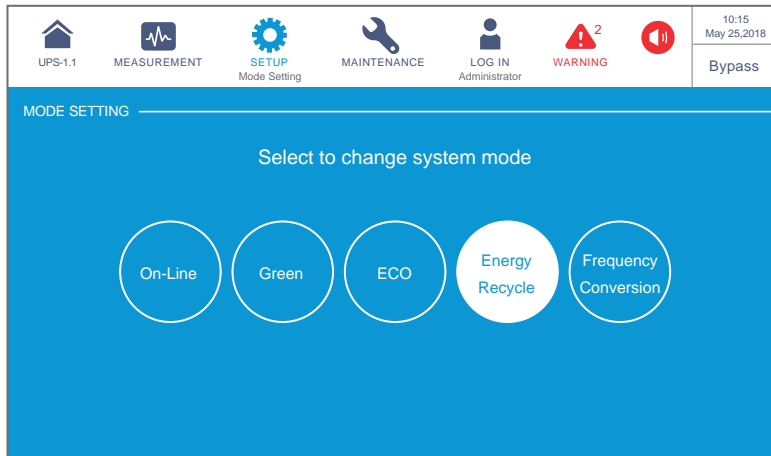 10:15
May 25,2018
2
UPS-1.1
MEASUREMENT
SETUP
Mode Setting
MAINTENANCE
LOG IN
Administrator
WARNING
Bypass
MODE SETTING
Select to change system mode
On-Line
Green
ECO
Energy
Recycle
Frequency
Conversion